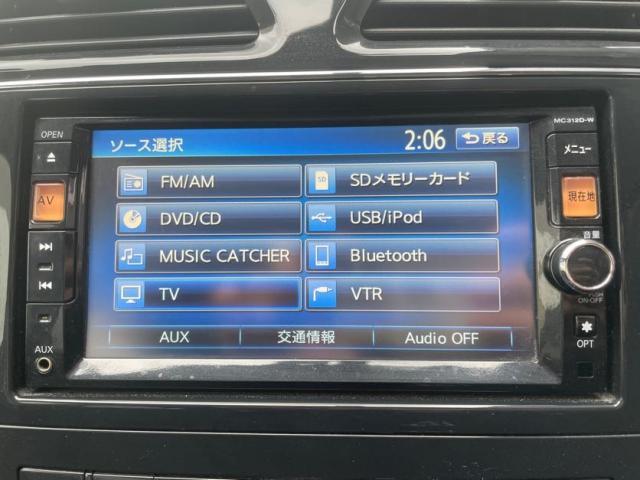 MC312D-W
OPEN
ソース選択
2:06
戻る
メニュー
FM/AM
SD
SDメモリーカード
AV
DVD/CD
USB/iPod
現在地
MUSIC CATCHER
Bluetooth
音量
TV
VTR
ON·OFF
AUX
交通情報
Audio OFF
AUX
OPT